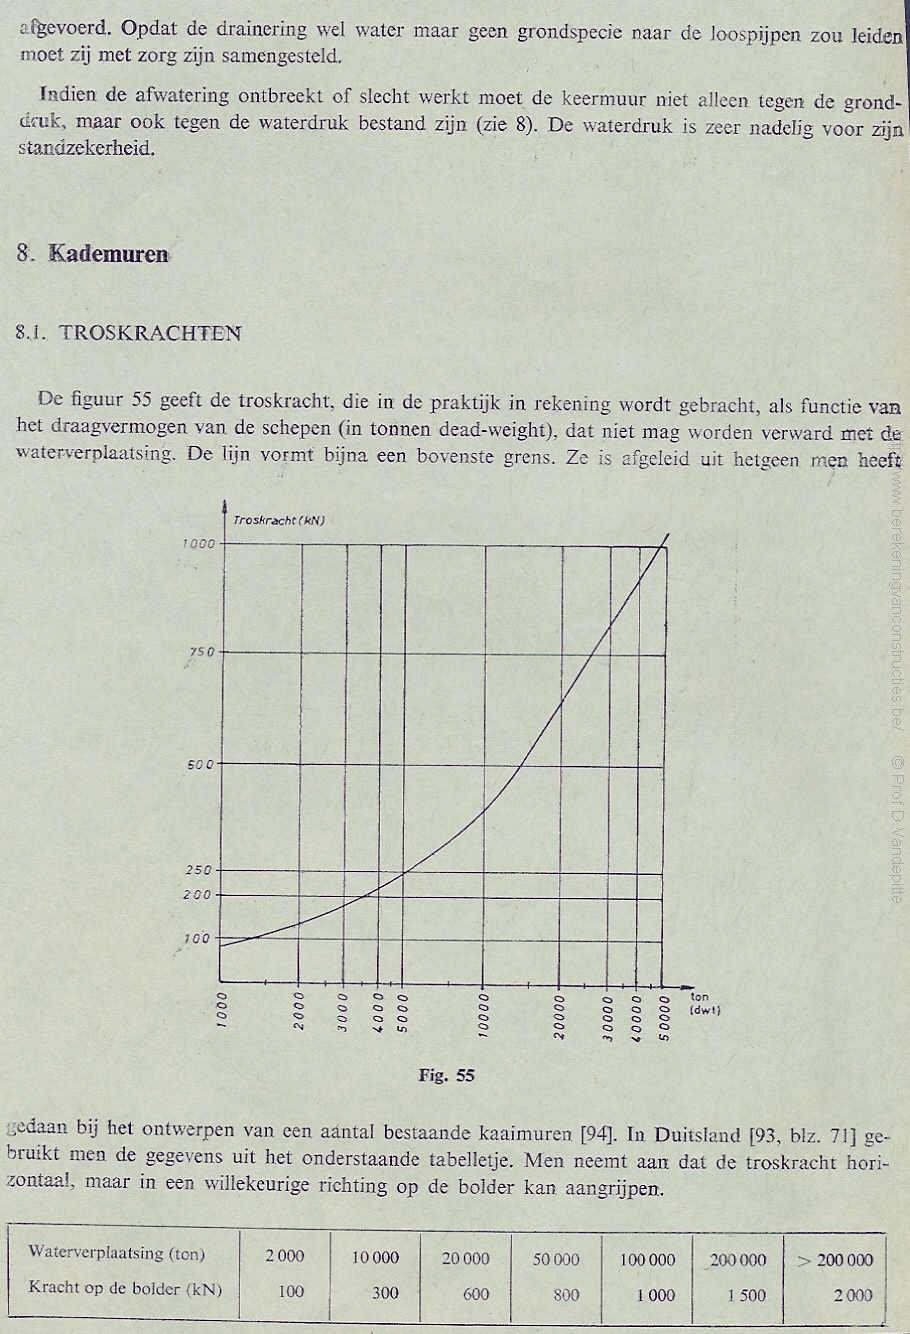 afgevoerd. Opdat de drainering wel water maar geen grondspecie naar de loospijpen zou leiden
moet zij met zorg zijn samengesteld.
Indien de afwatering ontbreekt of slecht werkt moet de keermuur niet alleen tegen de grond-
druk, maar ook tegen de waterdruk bestand zijn (zie 8). De waterdruk is zeer nadelig voor zijn
standzekerheid.
8. Kademuren
8.1. TROSKRACHTEN
De figuur 55 geeft de troskracht, die in de praktijk in rekening wordt gebracht, als functie van
het draagvermogen van de schepen (in tonnen dead-weight), dat niet mag worden verward met de
waterverplaatsing. De lijn vormt bijna een bovenste grens. Ze is afgeleid uit hetgeen men heeft
Troskracht (kN)
1000
750
500
250
200
100
1000 2000 3000 4000 5000 10000 20000 30000 40000 50000
ton
(dwt)
Fig. 55
gedaan bij het ontwerpen van een aantal bestaande kaaimuren [94]. In Duitsland [93, blz. 71] ge-
bruikt men de gegevens uit het onderstaande tabelletje. Men neemt aan dat de troskracht hori-
zontaal, maar in een willekeurige richting op de bolder kan aangrijpen.
Waterverplaatsing (ton) 2 000 10 000 20 000 50 000 100 000 200 000 > 200 000
Kracht op de bolder (kN) 100 300 600 800 1 000 1 500 2 000
www.berekeningvanconstructies.be/ © Prof D Vandepitte